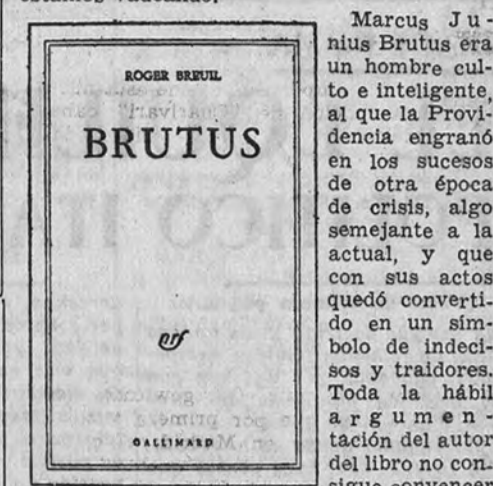 ROGER BREUIL
BRUTUS
nrf
GALLIMARD
Marcus Ju-
nius Brutus era
un hombre cul-
to e inteligente,
al que la Provi-
dencia engranó
en los sucesos
de otra época
de crisis, algo
semejante a la
actual, y que
con sus actos
quedó converti-
do en un sím-
bolo de indeci-
sos y traidores.
Toda la hábil
argumen-
tación del autor
del libro no con-
sigue convencer